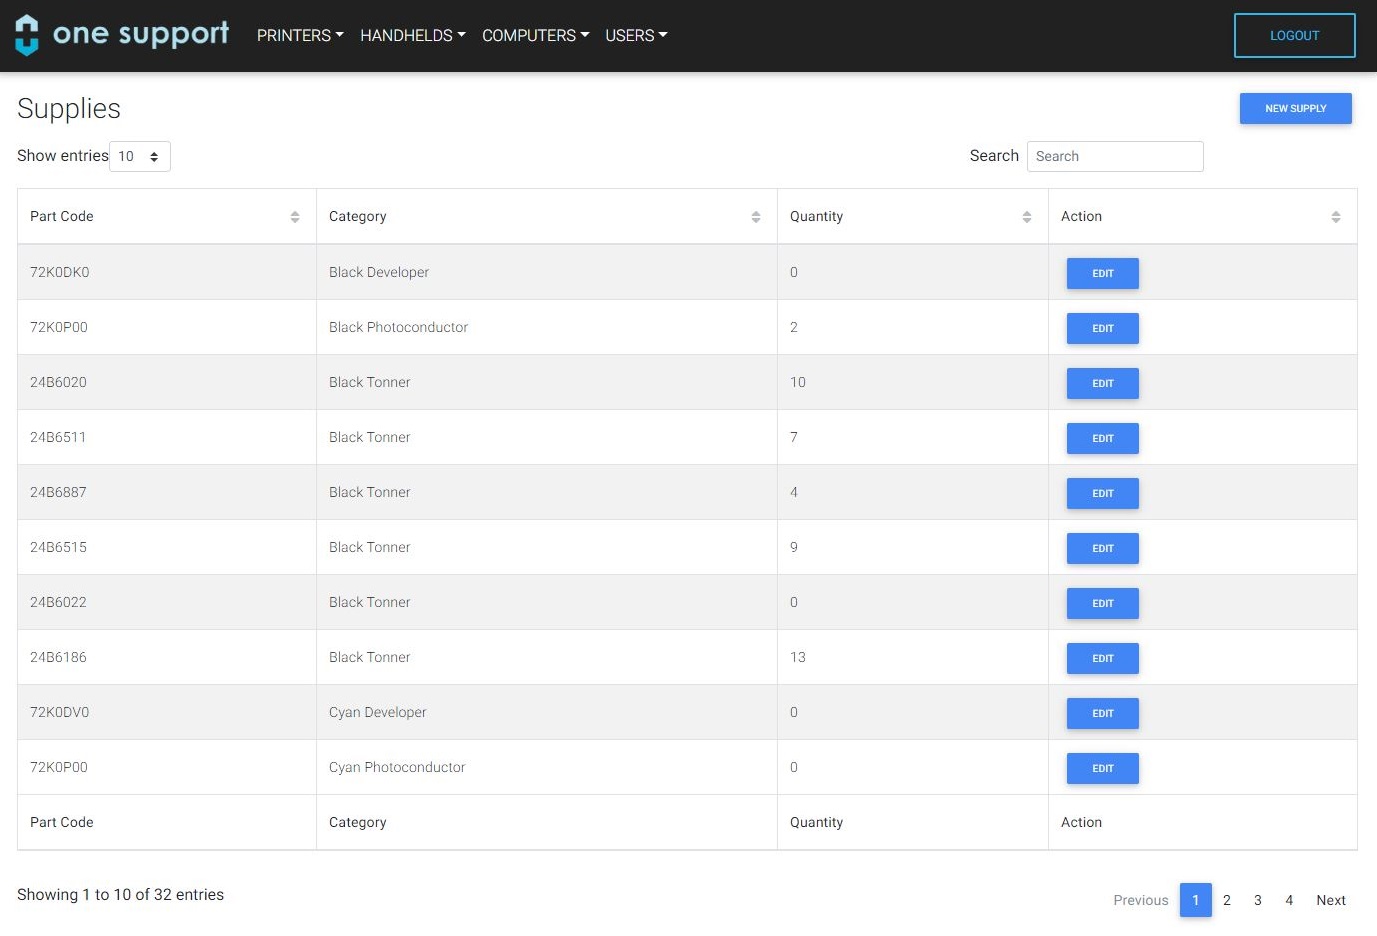 one support PRINTERS HANDHELDS COMPUTERS USERS LOGOUT
Supplies NEW SUPPLY
Show entries 10 Search Search
Part Code Category Quantity Action
72K0DK0 Black Developer 0 EDIT
72K0P00 Black Photoconductor 2 EDIT
24B6020 Black Tonner 10 EDIT
24B6511 Black Tonner 7 EDIT
24B6887 Black Tonner 4 EDIT
24B6515 Black Tonner 9 EDIT
24B6022 Black Tonner 0 EDIT
24B6186 Black Tonner 13 EDIT
72K0DV0 Cyan Developer 0 EDIT
72K0P00 Cyan Photoconductor 0 EDIT
Part Code Category Quantity Action
Showing 1 to 10 of 32 entries Previous 1 2 3 4 Next